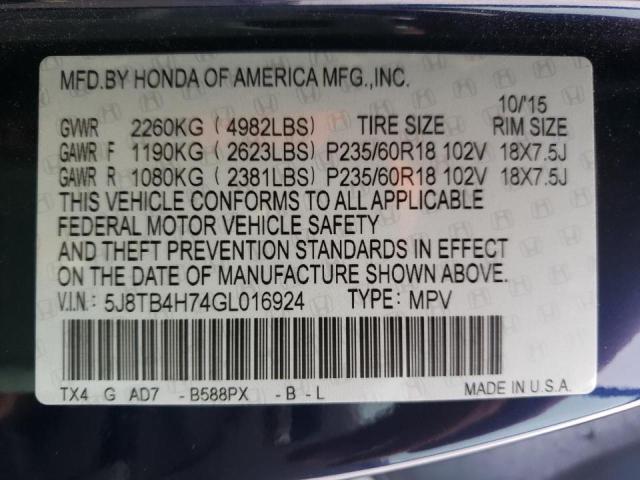 MFD.BY HONDA OF AMERICA MFG.,INC.
10/'15
GVWR 2260KG ( 4982LBS) TIRE SIZE RIM SIZE
GAWR F 1190KG ( 2623LBS) P235/60R18 102V 18X7.5J
GAWR R 1080KG ( 2381LBS) P235/60R18 102V 18X7.5J
THIS VEHICLE CONFORMS TO ALL APPLICABLE
FEDERAL MOTOR VEHICLE SAFETY
AND THEFT PREVENTION STANDARDS IN EFFECT
ON THE DATE OF MANUFACTURE SHOWN ABOVE.
V.I.N: 5J8TB4H74GL016924 TYPE: MPV
TX4 G AD7 - B588PX - B - L MADE IN U.S.A.